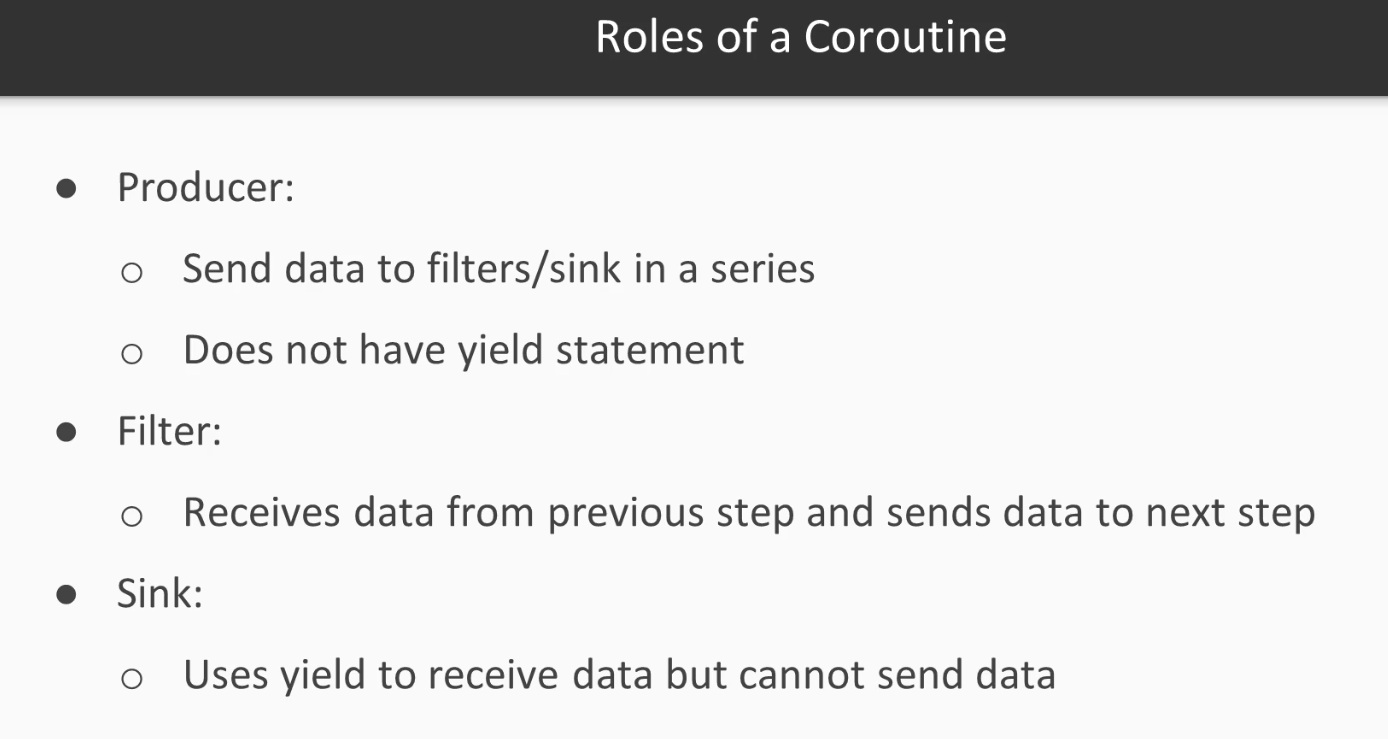 Roles of a Coroutine
● Producer:
○ Send data to filters/sink in a series
○ Does not have yield statement
● Filter:
○ Receives data from previous step and sends data to next step
● Sink:
○ Uses yield to receive data but cannot send data